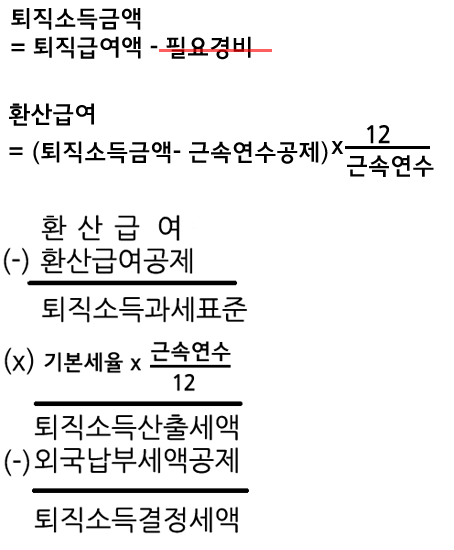 퇴직소득금액
= 퇴직급여액 - 필요경비
환산급여
= (퇴직소득금액- 근속연수공제)x 12
근속연수
환 산 급 여
(-) 환산급여공제
퇴직소득과세표준
(x) 기본세율 x 근속연수
12
퇴직소득산출세액
(-)외국납부세액공제
퇴직소득결정세액